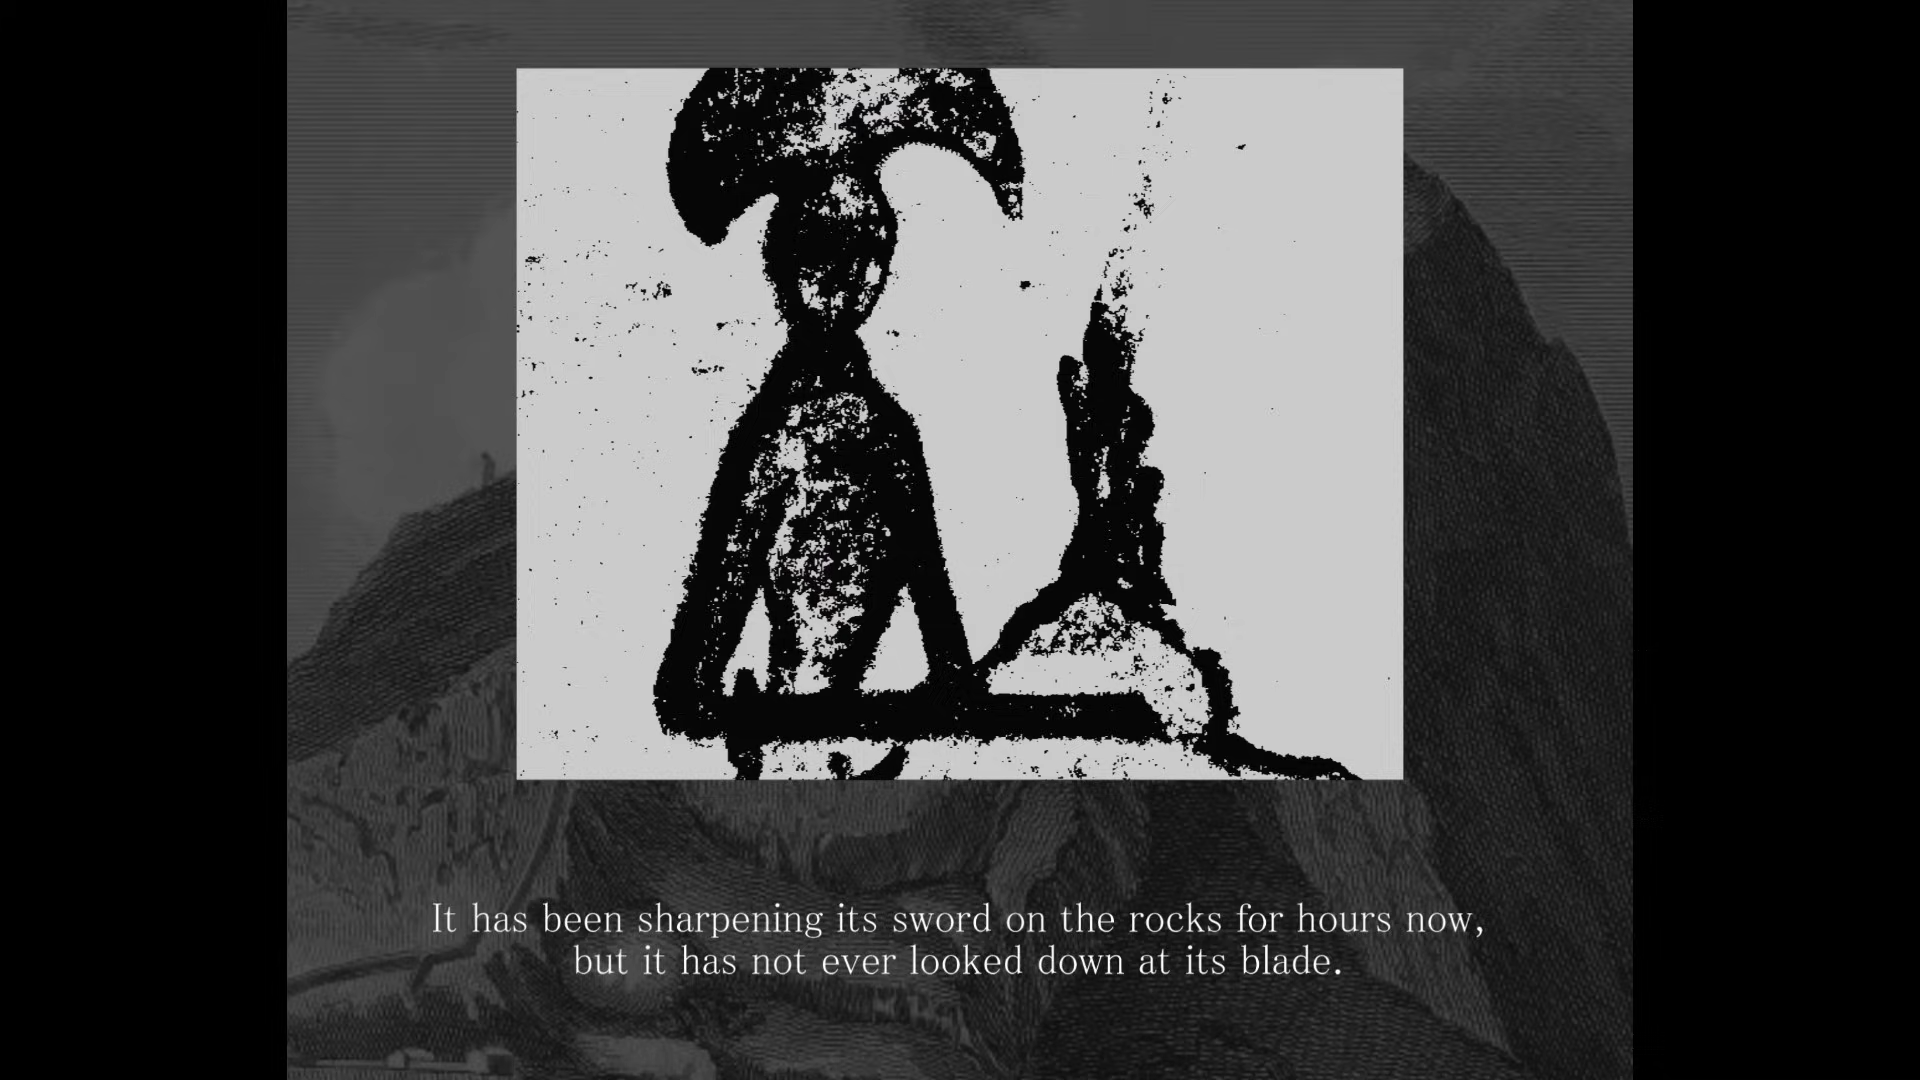 It has been sharpening its sword on the rocks for hours now,
but it has not ever looked down at its blade.